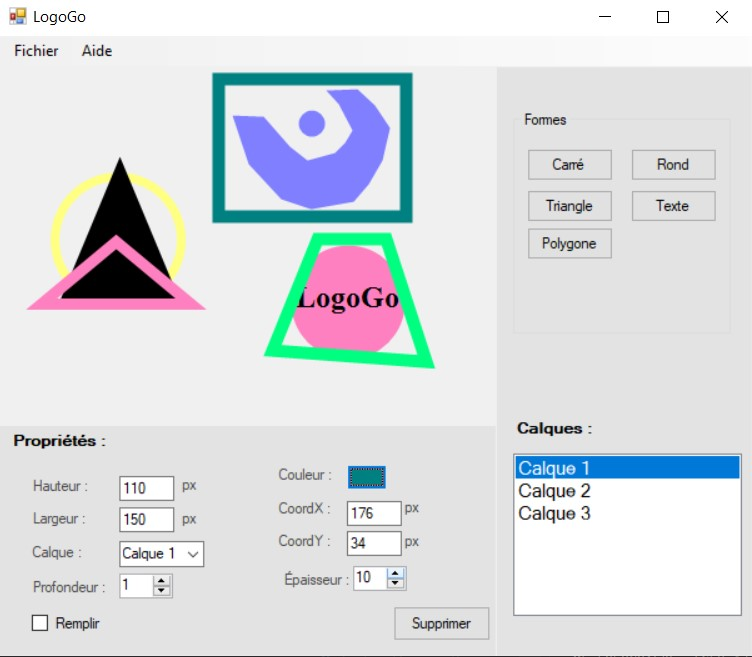 LogoGo
Fichier Aide
Formes
Carré Rond
Triangle Texte
Polygone
LogoGo
Propriétés :
Hauteur : 110 px
Largeur : 150 px
Calque : Calque 1
Profondeur : 1
Remplir
Couleur :
CoordX : 176 px
CoordY : 34 px
Épaisseur : 10
Supprimer
Calques :
Calque 1
Calque 2
Calque 3